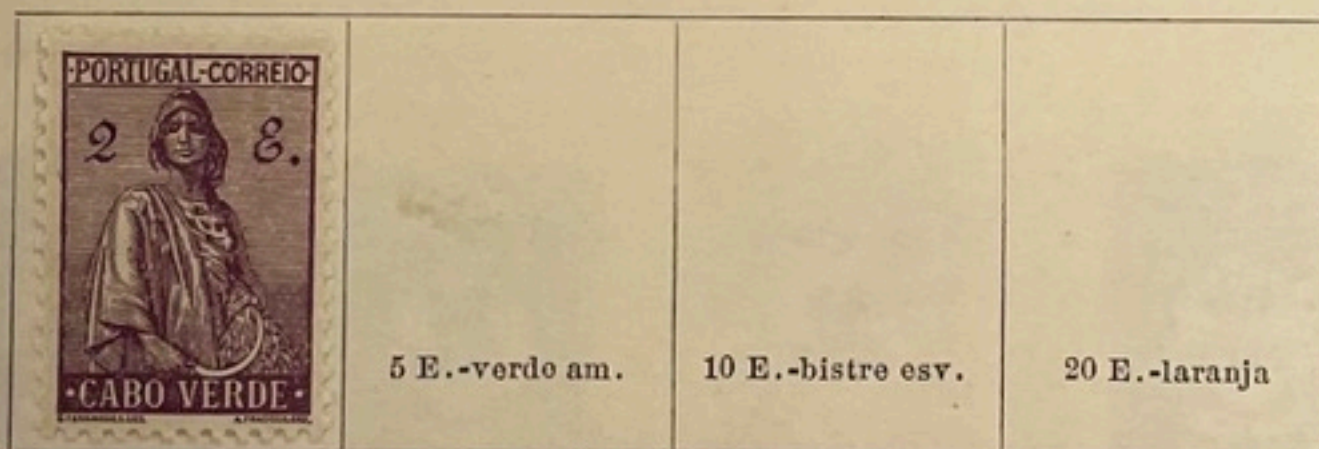 ·PORTUGAL-CORREIO·
2 E.
·CABO VERDE·
5 E.-verde am.
10 E.-bistre esv.
20 E.-laranja